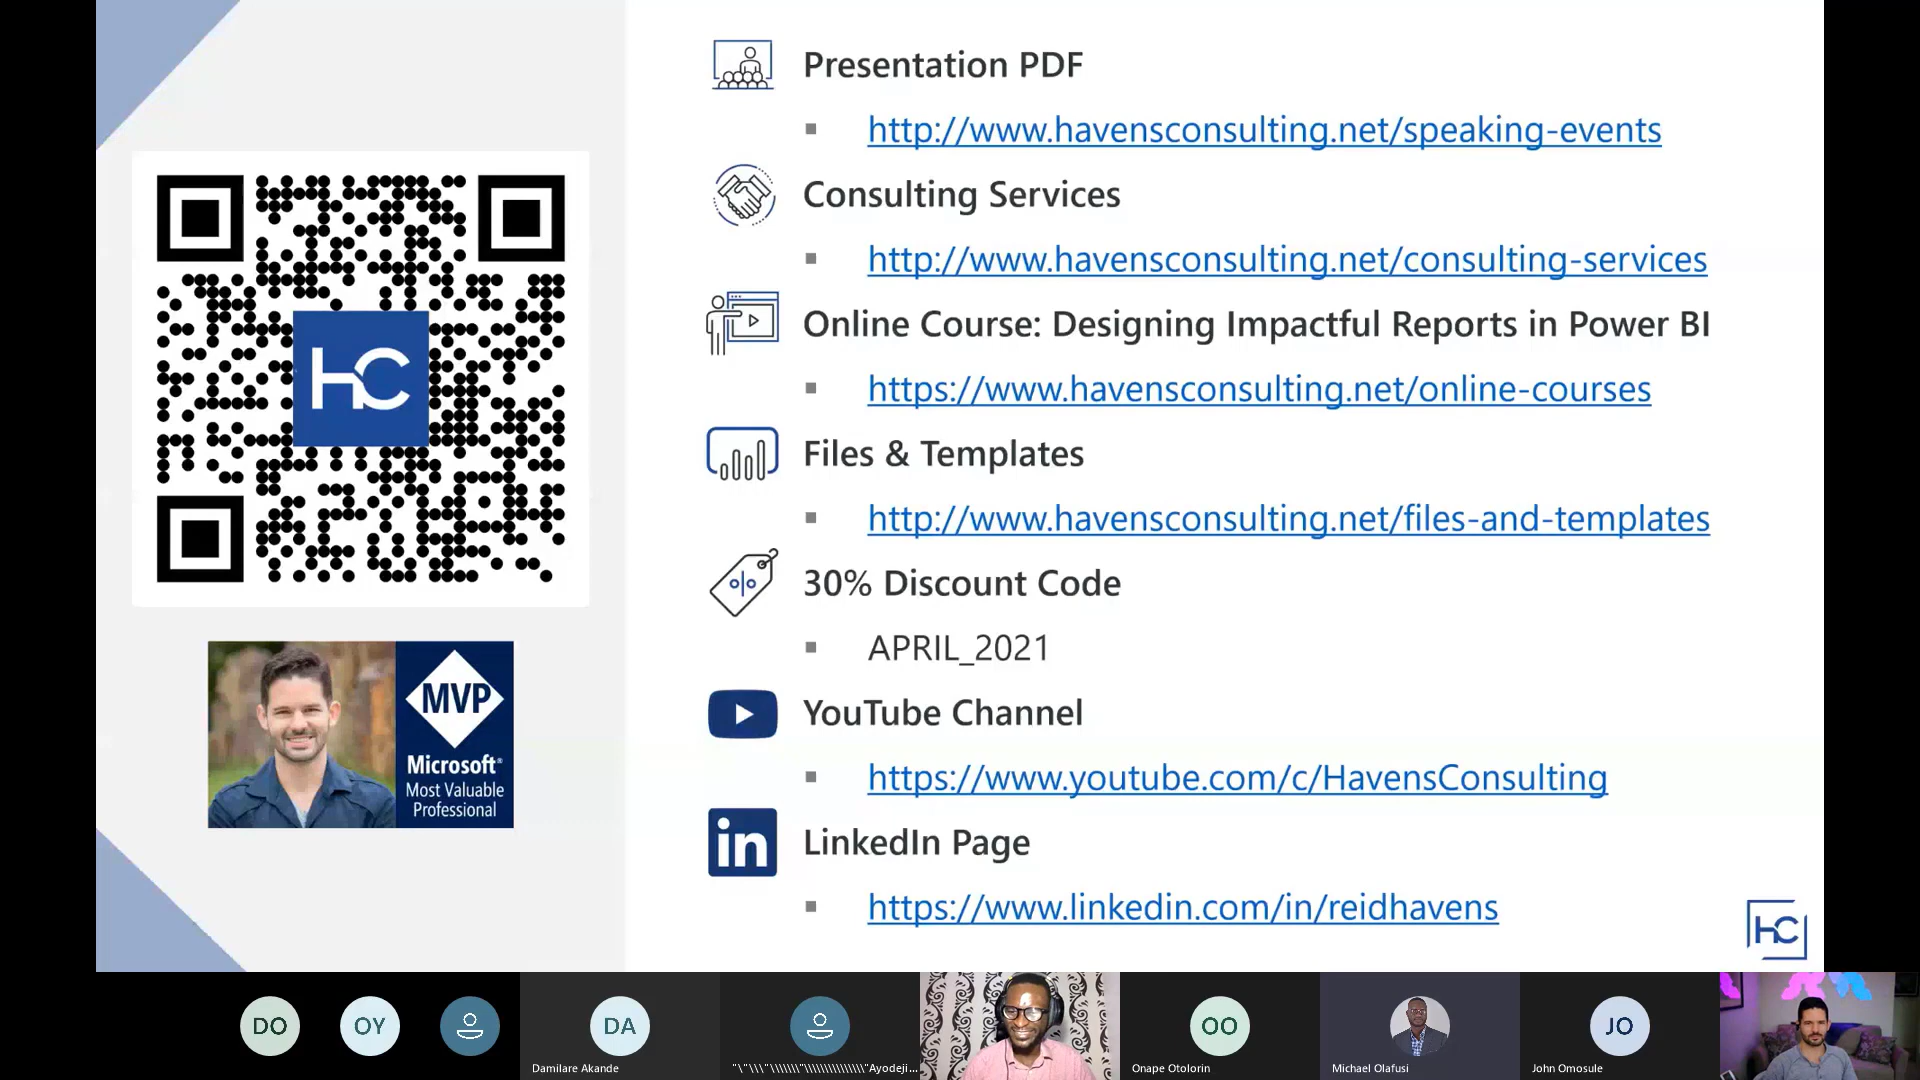 Presentation PDF
http://www.havensconsulting.net/speaking-events
Consulting Services
http://www.havensconsulting.net/consulting-services
Online Course: Designing Impactful Reports in Power BI
https://www.havensconsulting.net/online-courses
Files & Templates
http://www.havensconsulting.net/files-and-templates
30% Discount Code
APRIL_2021
YouTube Channel
https://www.youtube.com/c/HavensConsulting
LinkedIn Page
https://www.linkedin.com/in/reidhavens
HC
MVP
Microsoft®
Most Valuable
Professional
in
HC
DO
OY
DA
Damilare Akande
Ayodeji...
OO
Onape Otolorin
Michael Olafusi
JO
John Omosule